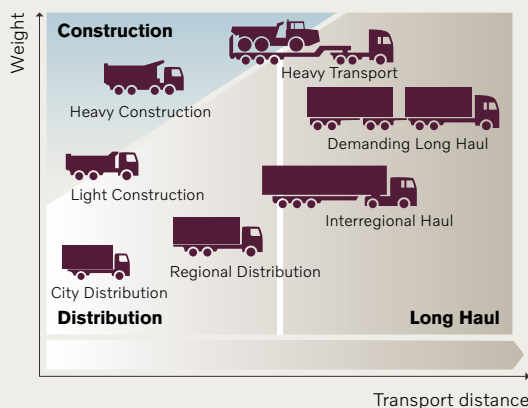 Weight
Construction
Heavy Transport
Heavy Construction
Demanding Long Haul
Light Construction
Interregional Haul
Regional Distribution
City Distribution
Distribution
Long Haul
Transport distance